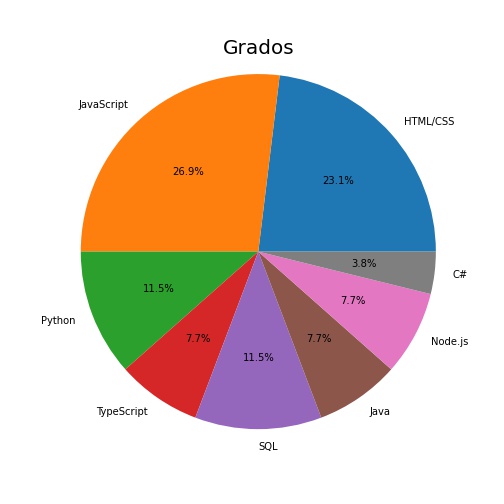 Grados
JavaScript
HTML/CSS
26.9%
23.1%
3.8%
C#
11.5%
7.7%
Python
7.7%
7.7%
Node.js
11.5%
TypeScript
Java
SQL